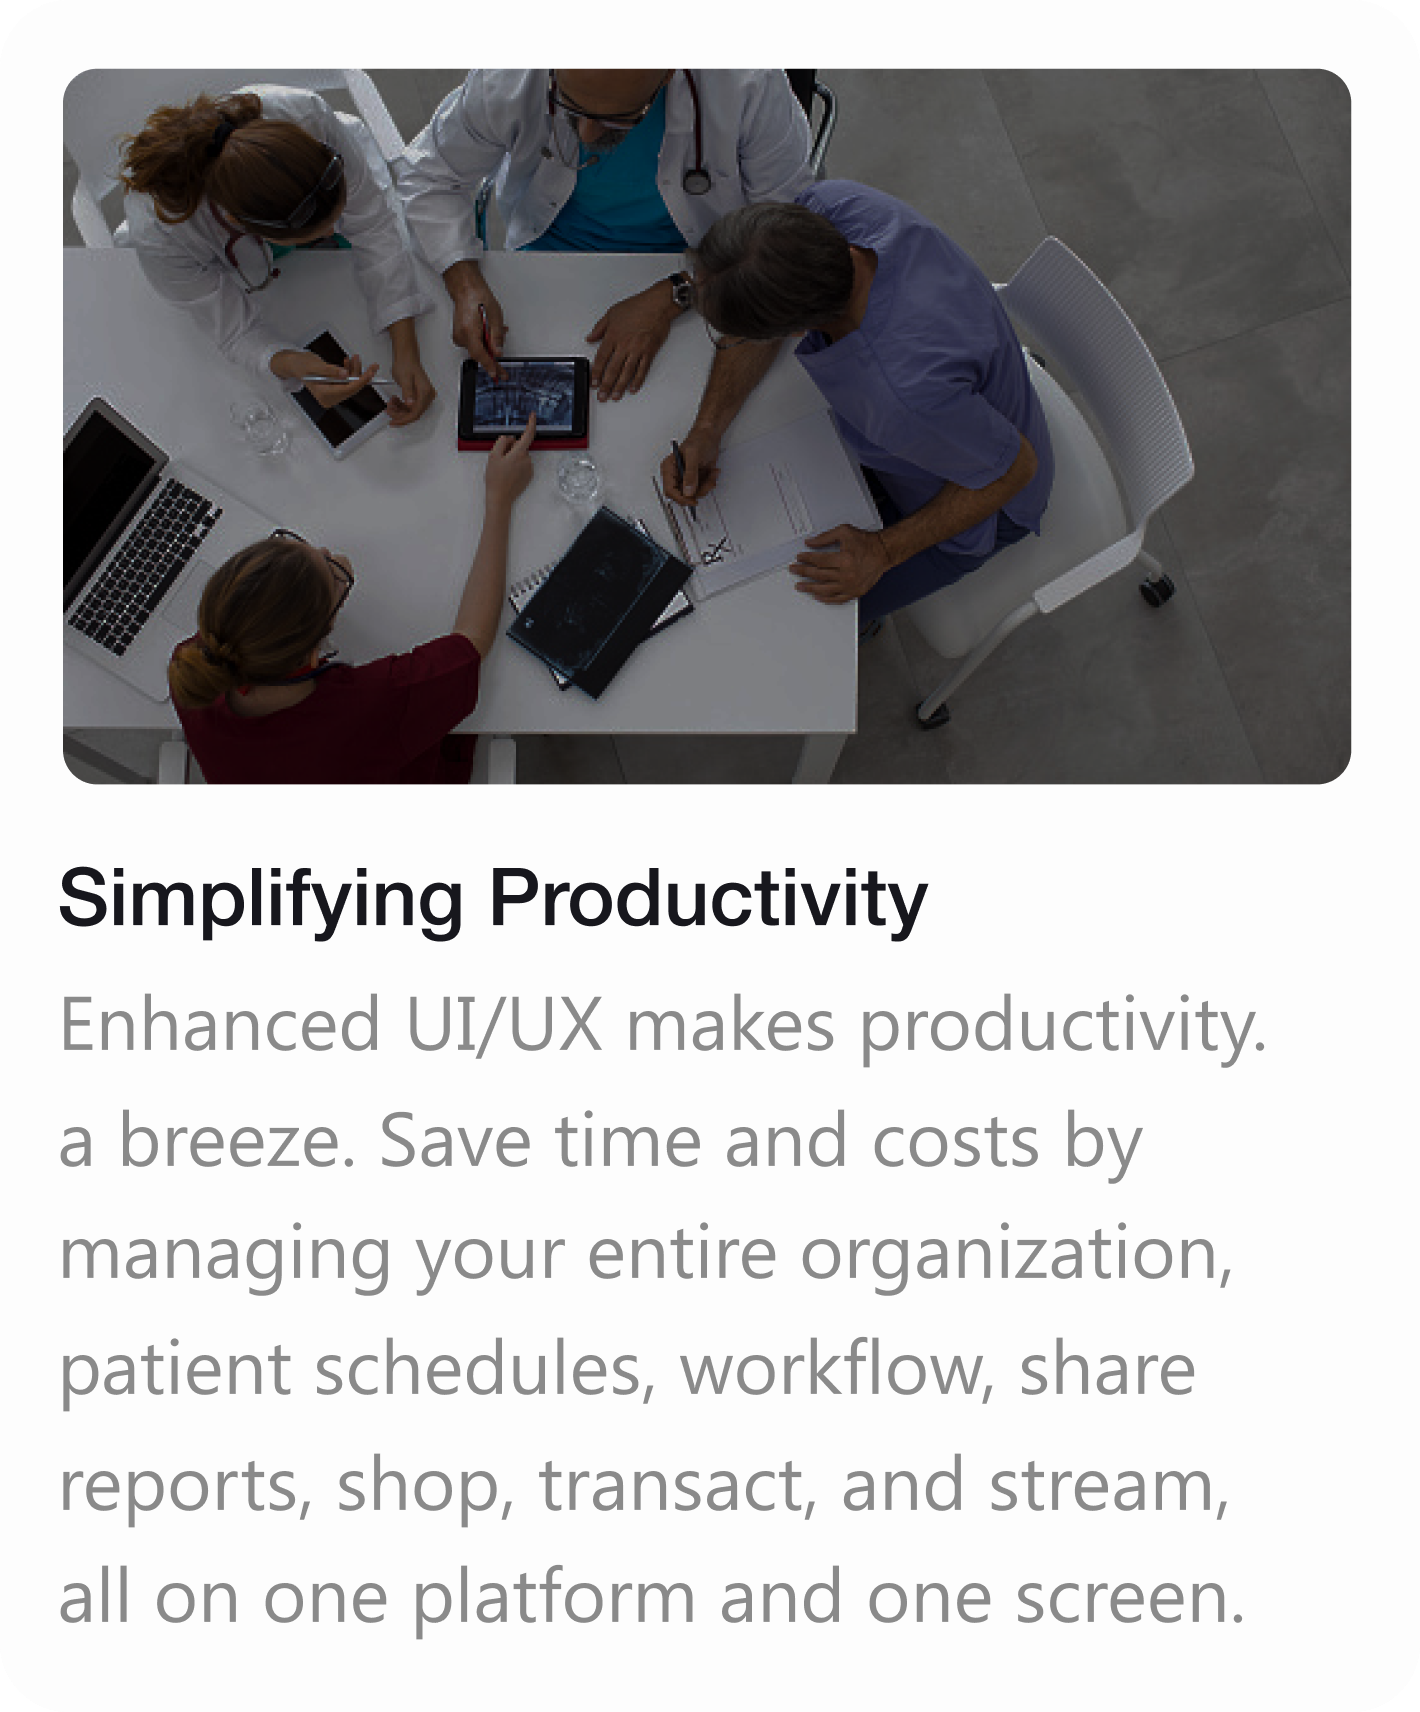 Rx
Simplifying Productivity
Enhanced UI/UX makes productivity.
a breeze. Save time and costs by
managing your entire organization,
patient schedules, workflow, share
reports, shop, transact, and stream,
all on one platform and one screen.